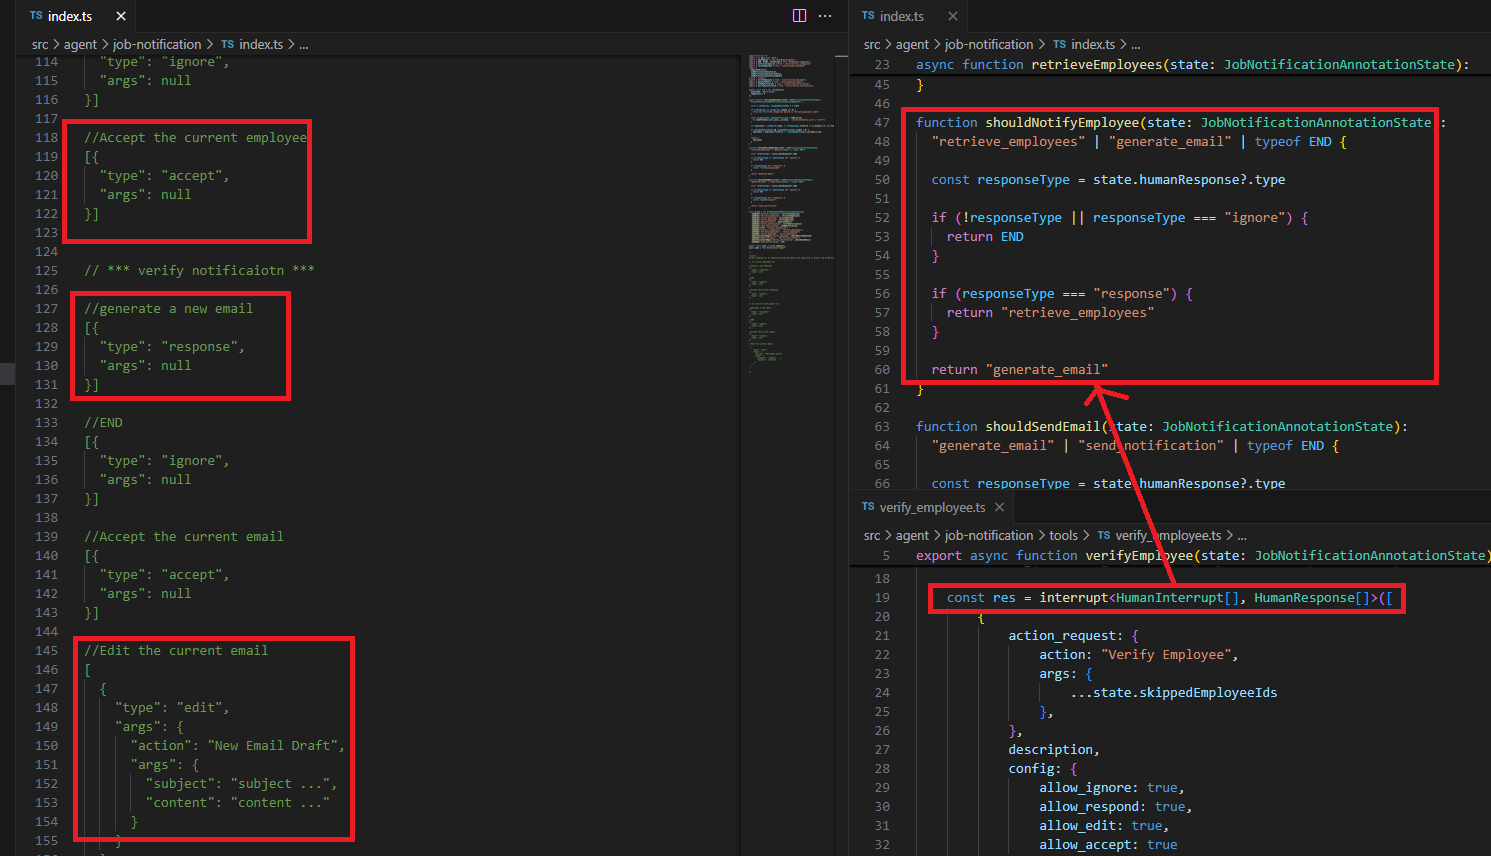 TS index.ts ×
src > agent > job-notification > TS index.ts > ...
114 "type": "ignore",
115 "args": null
116 }]
117
118 //Accept the current employee
119 [{
120 "type": "accept",
121 "args": null
122 }]
123
124
125 // *** verify notificaiotn ***
126
127 //generate a new email
128 [{
129 "type": "response",
130 "args": null
131 }]
132
133 //END
134 [{
135 "type": "ignore",
136 "args": null
137 }]
138
139 //Accept the current email
140 [{
141 "type": "accept",
142 "args": null
143 }]
144
145 //Edit the current email
146 [
147 {
148 "type": "edit",
149 "args": {
150 "action": "New Email Draft",
151 "args": {
152 "subject": "subject ...",
153 "content": "content ..."
154 }
155 }
TS index.ts ×
src > agent > job-notification > TS index.ts > ...
23 async function retrieveEmployees(state: JobNotificationAnnotationState):
45 }
46
47 function shouldNotifyEmployee(state: JobNotificationAnnotationState):
48 "retrieve_employees" | "generate_email" | typeof END {
49
50 const responseType = state.humanResponse?.type
51
52 if (!responseType || responseType === "ignore") {
53 return END
54 }
55
56 if (responseType === "response") {
57 return "retrieve_employees"
58 }
59
60 return "generate_email"
61 }
62
63 function shouldSendEmail(state: JobNotificationAnnotationState):
64 "generate_email" | "send_notification" | typeof END {
65
66 const responseType = state.humanResponse?.type
TS verify_employee.ts ×
src > agent > job-notification > tools > TS verify_employee.ts > ...
5 export async function verifyEmployee(state: JobNotificationAnnotationState)
18
19 const res = interrupt<HumanInterrupt[], HumanResponse[]>([
20 {
21 action_request: {
22 action: "Verify Employee",
23 args: {
24 ...state.skippedEmployeeIds
25 },
26 },
27 description,
28 config: {
29 allow_ignore: true,
30 allow_respond: true,
31 allow_edit: true,
32 allow_accept: true